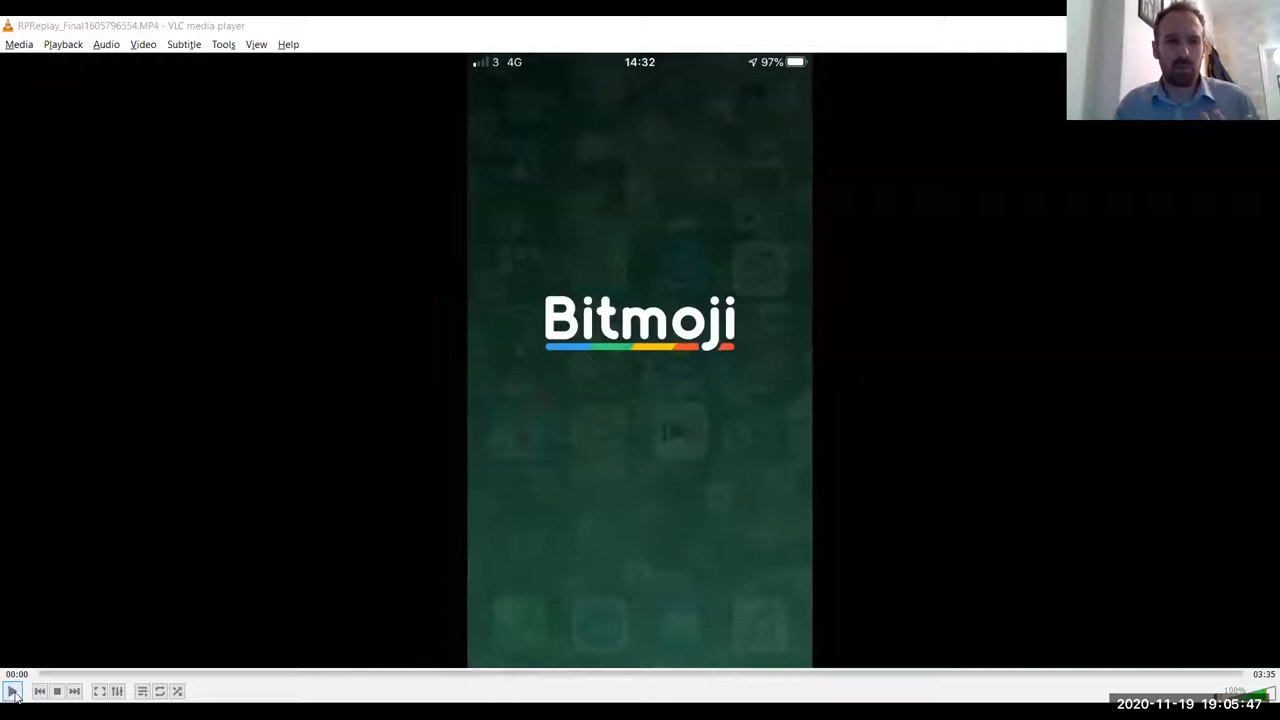 RPReplay_Final1605796554.MP4 - VLC media player
Media Playback Audio Video Subtitle Tools View Help
3 4G 14:32 97%
Bitmoji
00:00 03:35
100%
2020-11-19 19:05:47